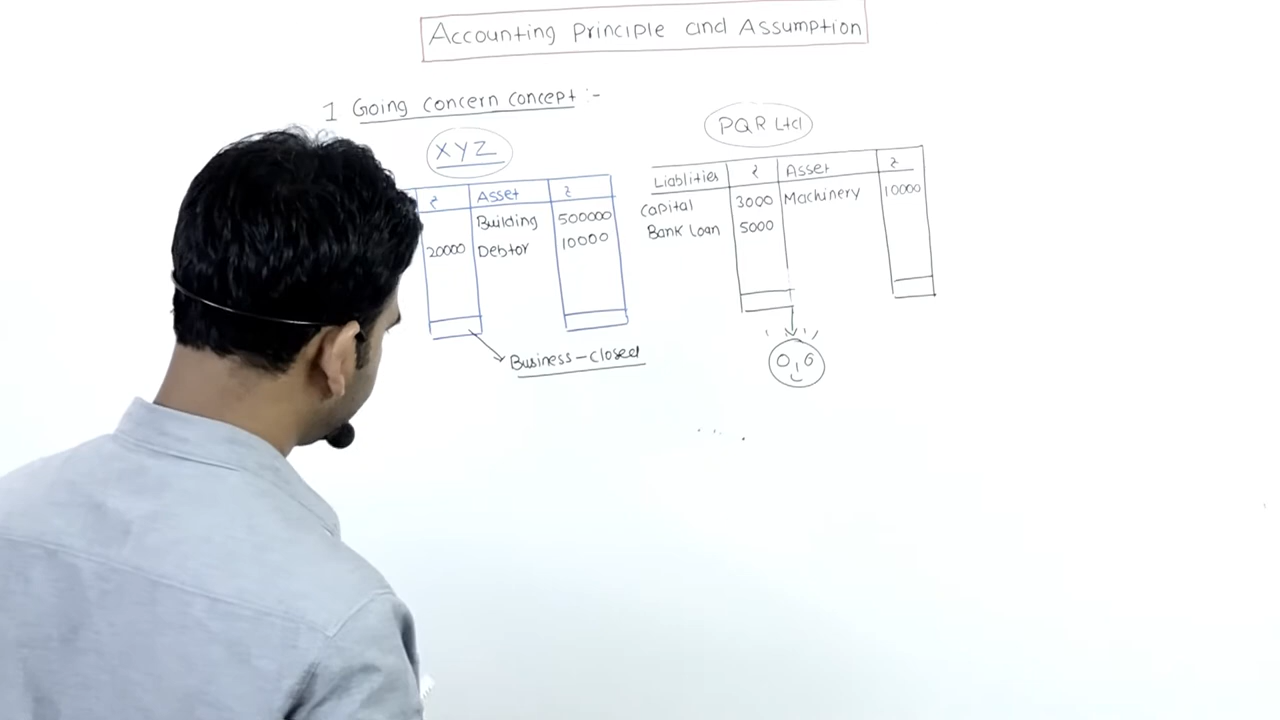 Accounting Principle and Assumption
1 Going Concern Concept :-
XYZ
₹ Asset ₹
Building 500000
20000 Debtor 10000
Business-closed
PQR Ltd
Liablities ₹ Asset ₹
Capital 3000 Machinery 10000
Bank Loan 5000